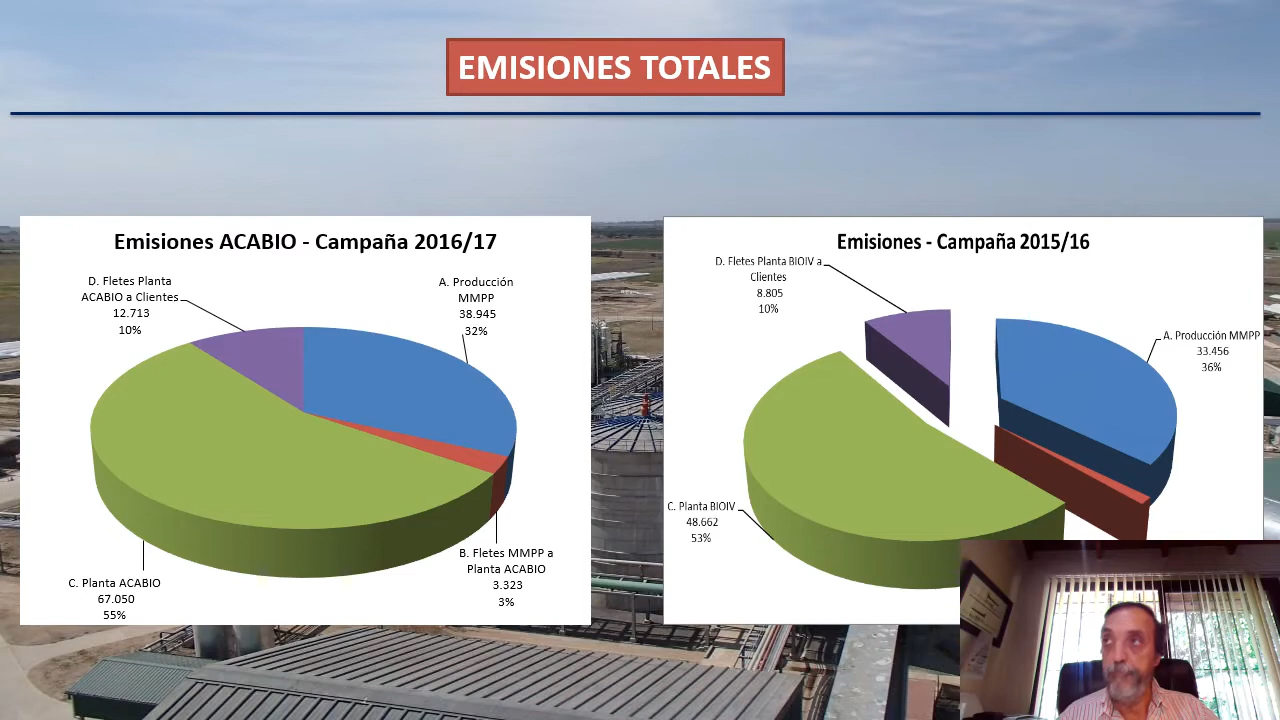 EMISIONES TOTALES
Emisiones ACABIO - Campaña 2016/17
D. Fletes Planta
ACABIO a Clientes
12.713
10%
A. Producción
MMPP
38.945
32%
B. Fletes MMPP a
Planta ACABIO
3.323
3%
C. Planta ACABIO
67.050
55%
Emisiones - Campaña 2015/16
D. Fletes Planta BIOIV a
Clientes
8.805
10%
A. Producción MMPP
33.456
36%
C. Planta BIOIV
48.662
53%